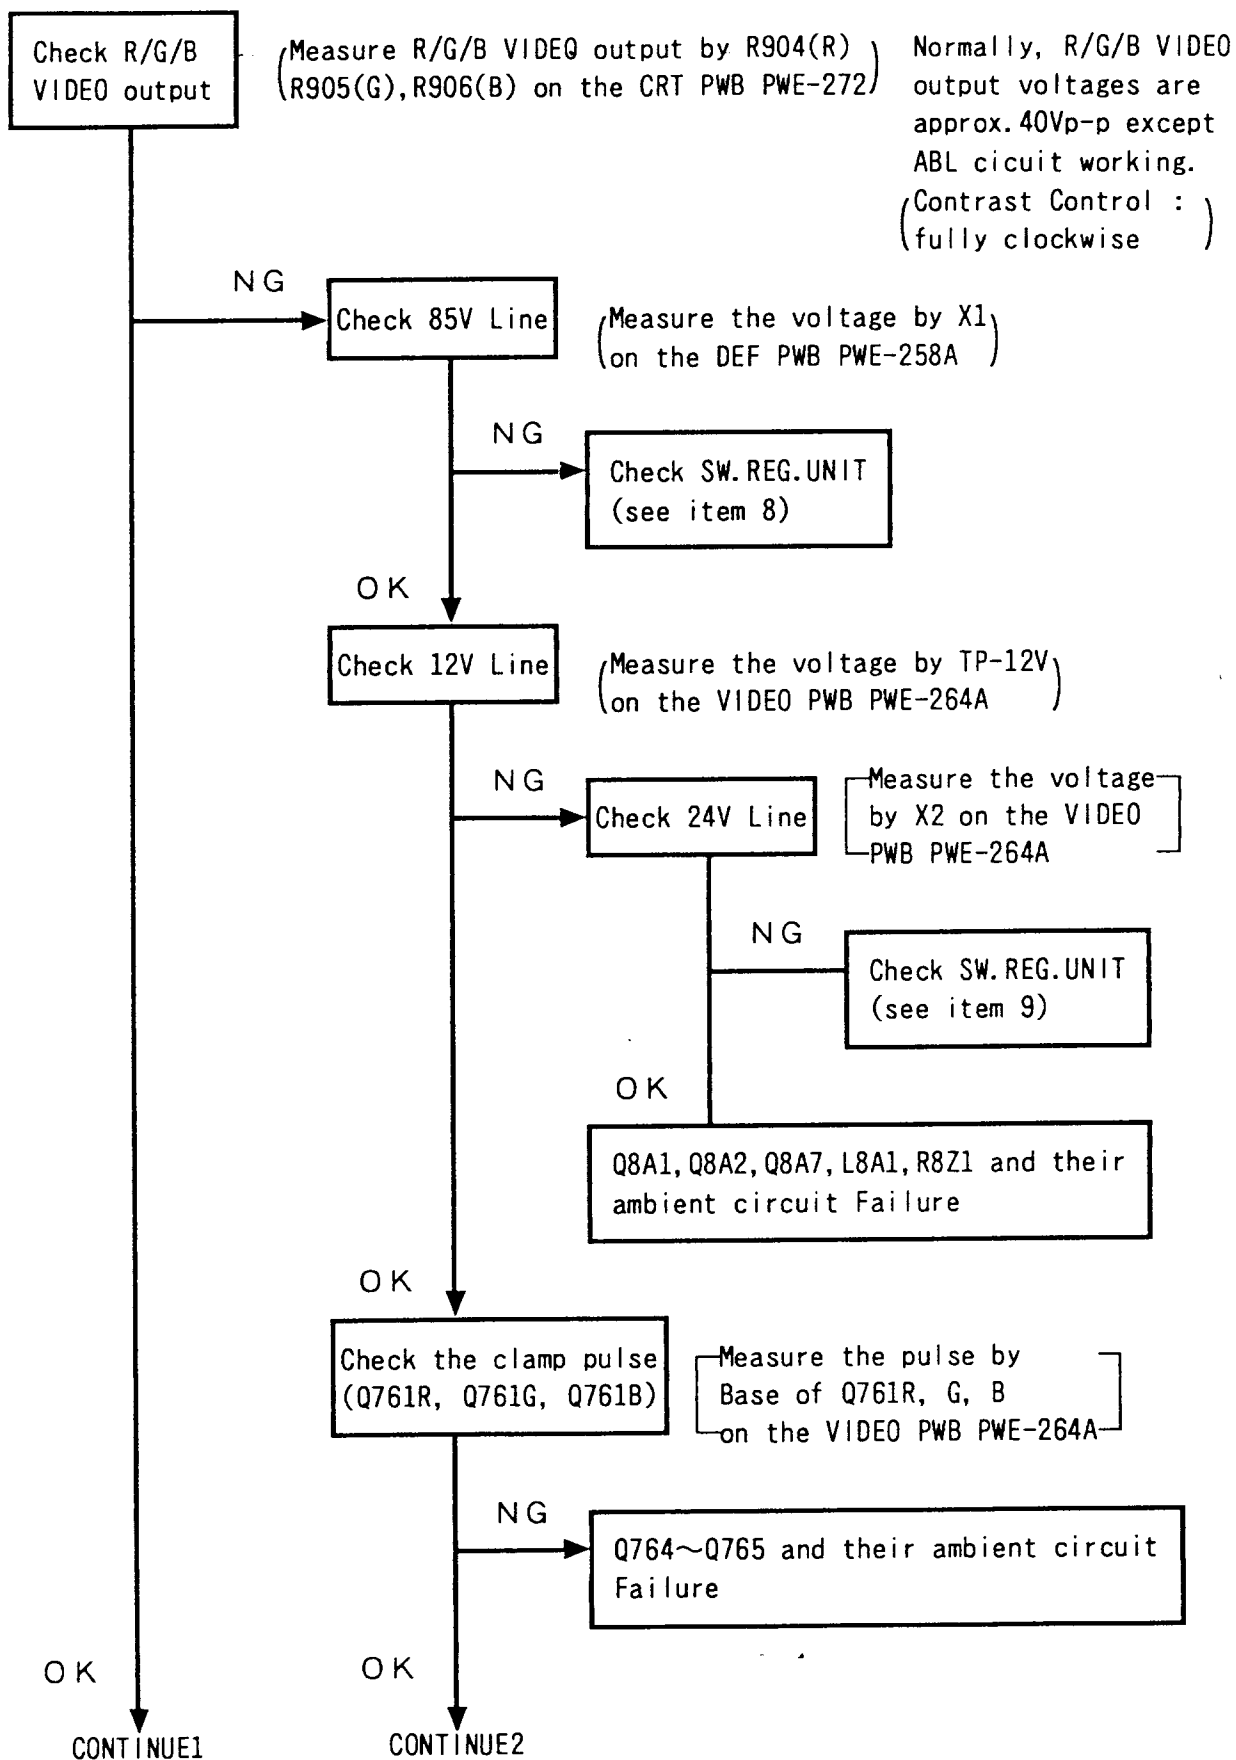 Check R/G/B
VIDEO output
(Measure R/G/B VIDEO output by R904(R)
R905(G),R906(B) on the CRT PWB PWE-272)
Normally, R/G/B VIDEO
output voltages are
approx.40Vp-p except
ABL cicuit working.
(Contrast Control :
fully clockwise)
NG
Check 85V Line
(Measure the voltage by X1
on the DEF PWB PWE-258A)
NG
Check SW.REG.UNIT
(see item 8)
OK
Check 12V Line
(Measure the voltage by TP-12V
on the VIDEO PWB PWE-264A)
NG
Check 24V Line
[Measure the voltage
by X2 on the VIDEO
PWB PWE-264A]
NG
Check SW.REG.UNIT
(see item 9)
OK
Q8A1,Q8A2,Q8A7,L8A1,R8Z1 and their
ambient circuit Failure
OK
Check the clamp pulse
(Q761R, Q761G, Q761B)
[Measure the pulse by
Base of Q761R, G, B
on the VIDEO PWB PWE-264A]
NG
Q764~Q765 and their ambient circuit
Failure
OK
OK
CONTINUE1
CONTINUE2